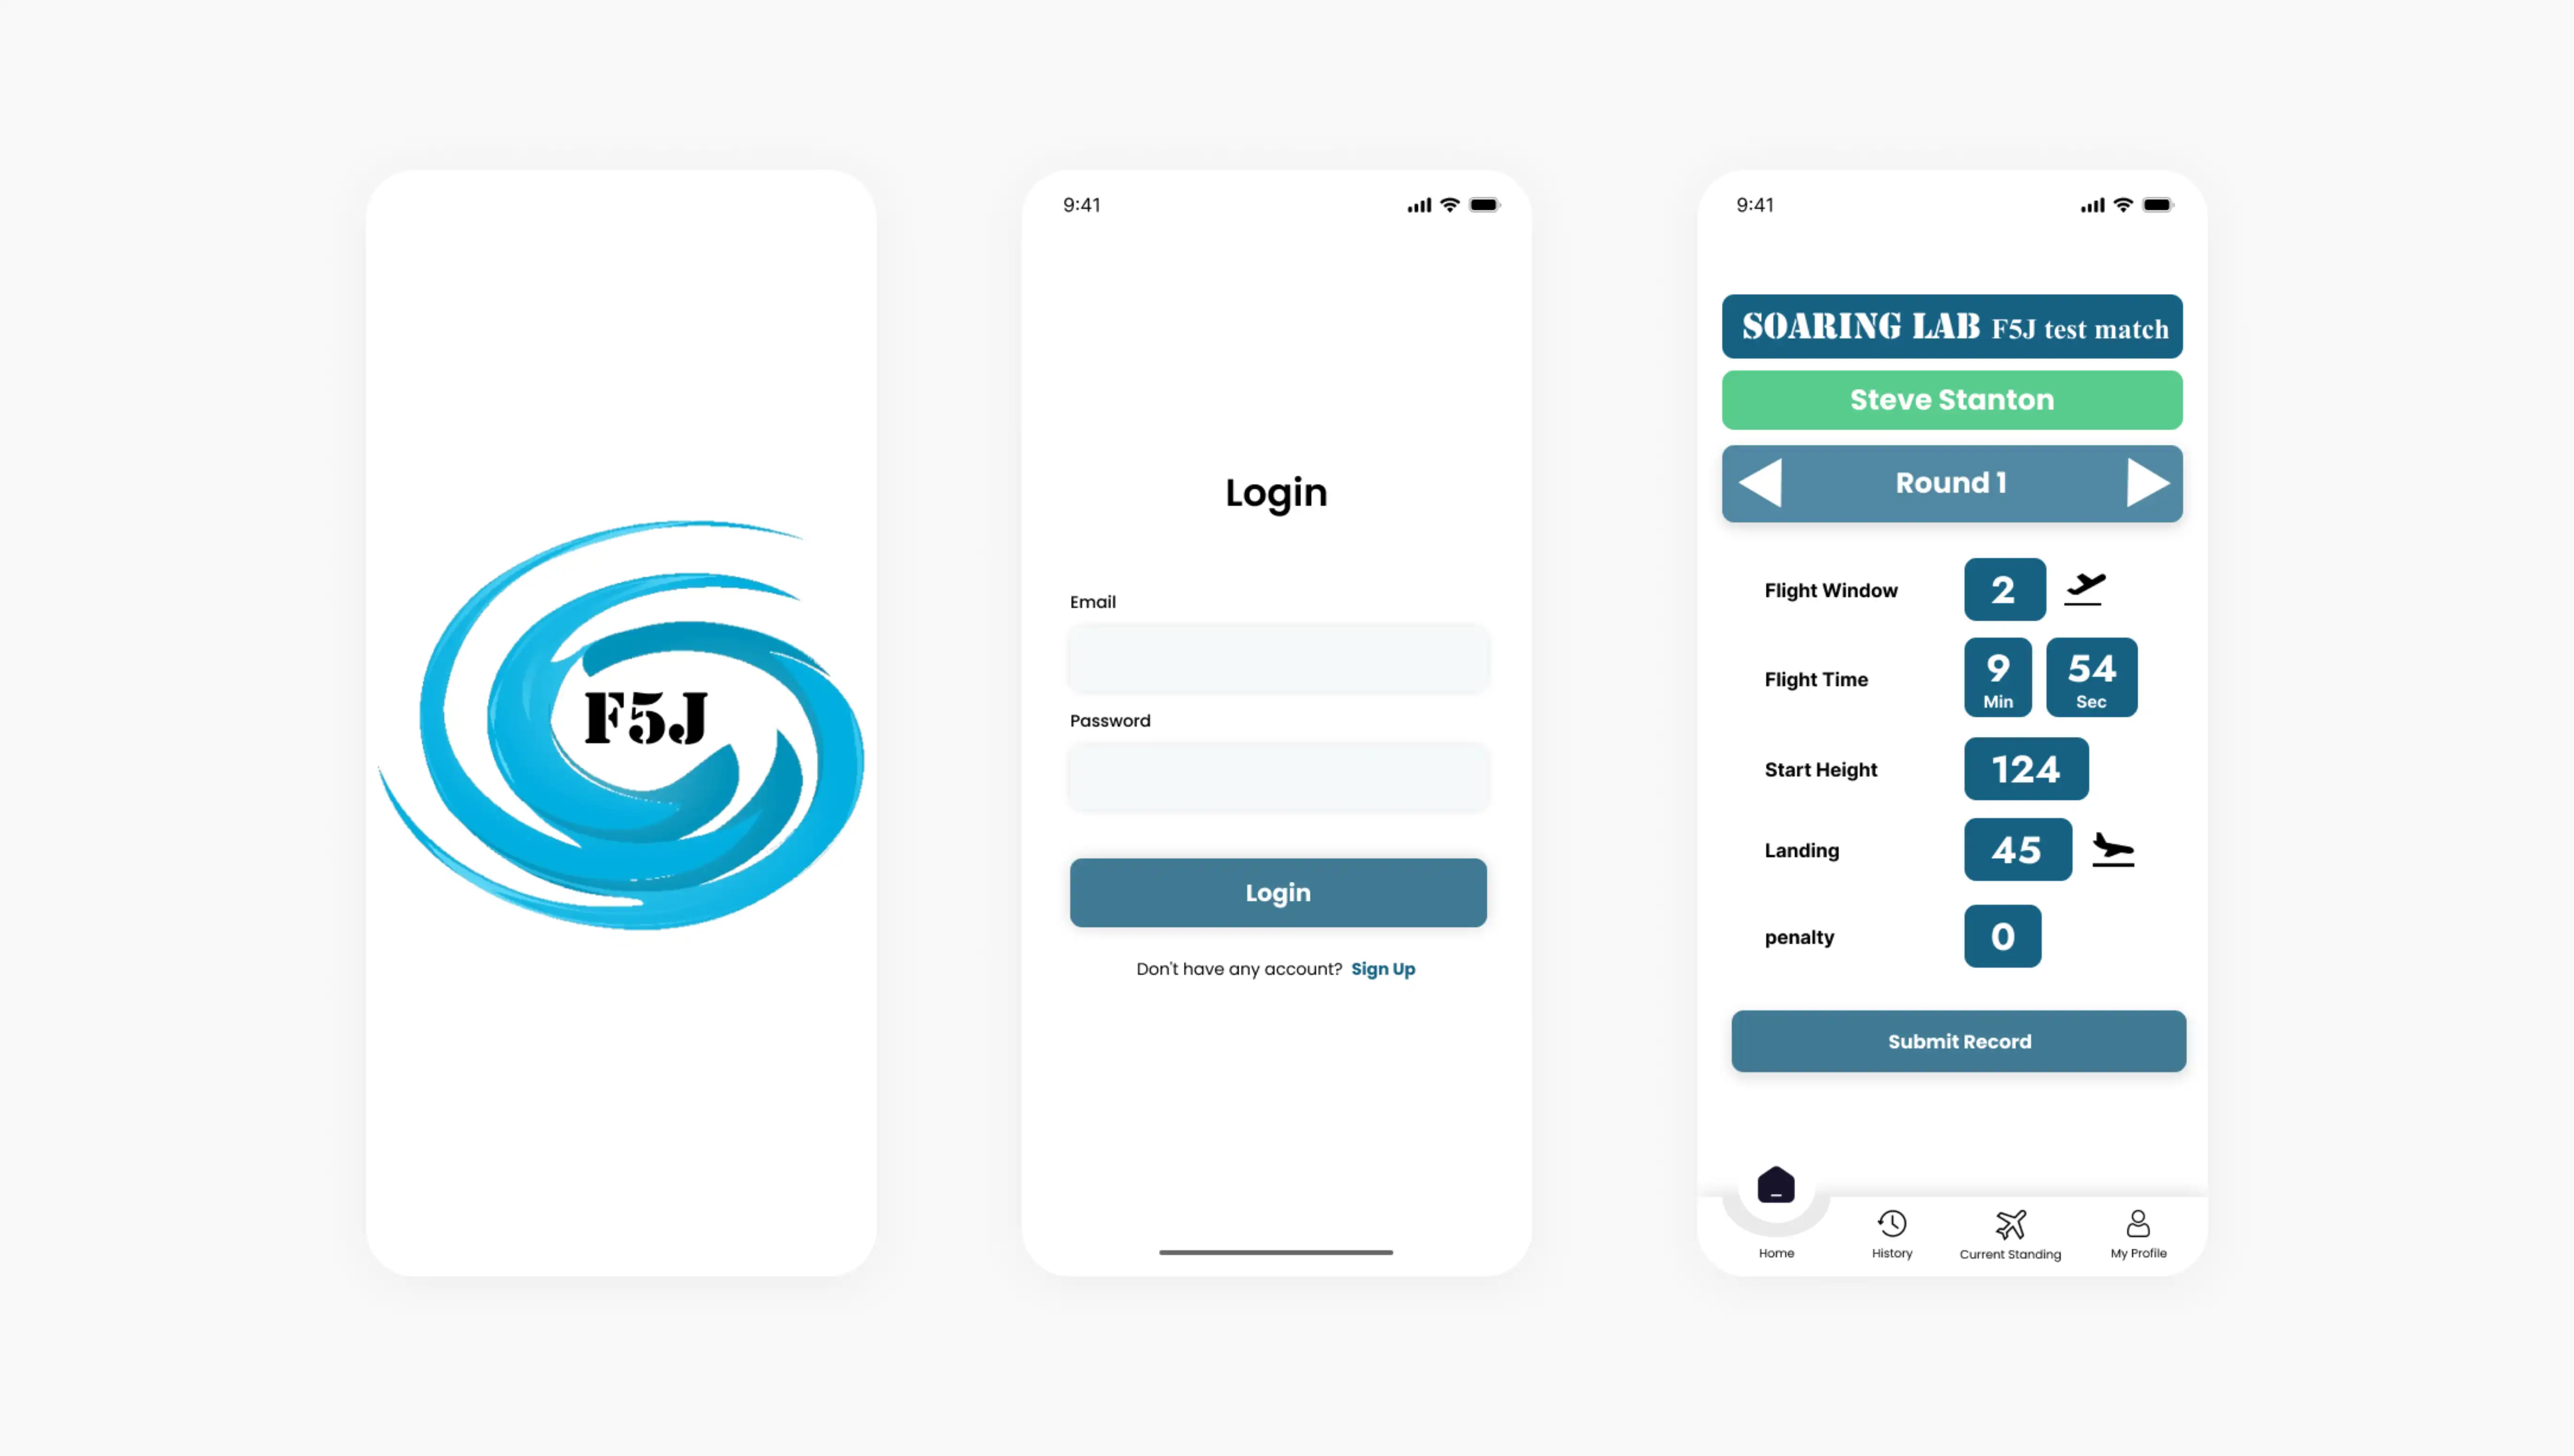 F5J
9:41
Login
Email
Password
Login
Don't have any account? Sign Up
9:41
SOARING LAB F5J test match
Steve Stanton
Round 1
Flight Window 2
Flight Time 9 Min 54 Sec
Start Height 124
Landing 45
penalty 0
Submit Record
Home History Current Standing My Profile